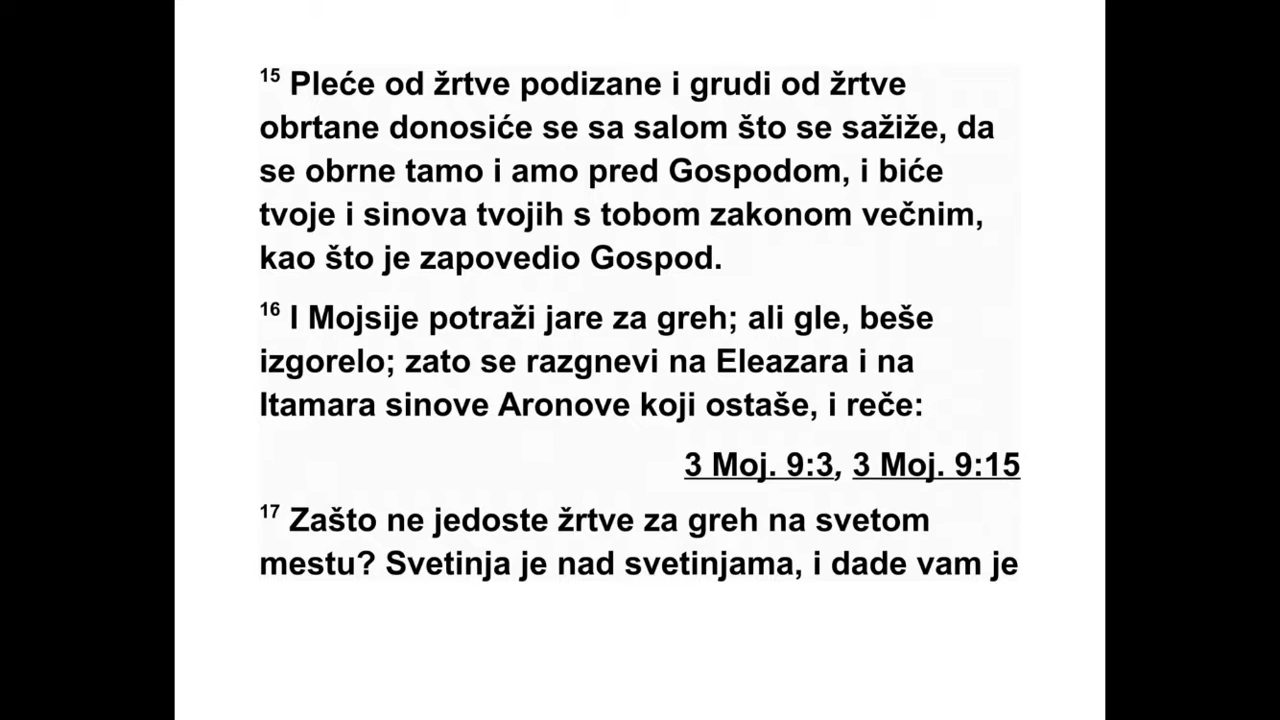 15 Pleće od žrtve podizane i grudi od žrtve
obrtane donosiće se sa salom što se sažiže, da
se obrne tamo i amo pred Gospodom, i biće
tvoje i sinova tvojih s tobom zakonom večnim,
kao što je zapovedio Gospod.
16 I Mojsije potraži jare za greh; ali gle, beše
izgorelo; zato se razgnevi na Eleazara i na
Itamara sinove Aronove koji ostaše, i reče:
3 Moj. 9:3, 3 Moj. 9:15
17 Zašto ne jedoste žrtve za greh na svetom
mestu? Svetinja je nad svetinjama, i dade vam je